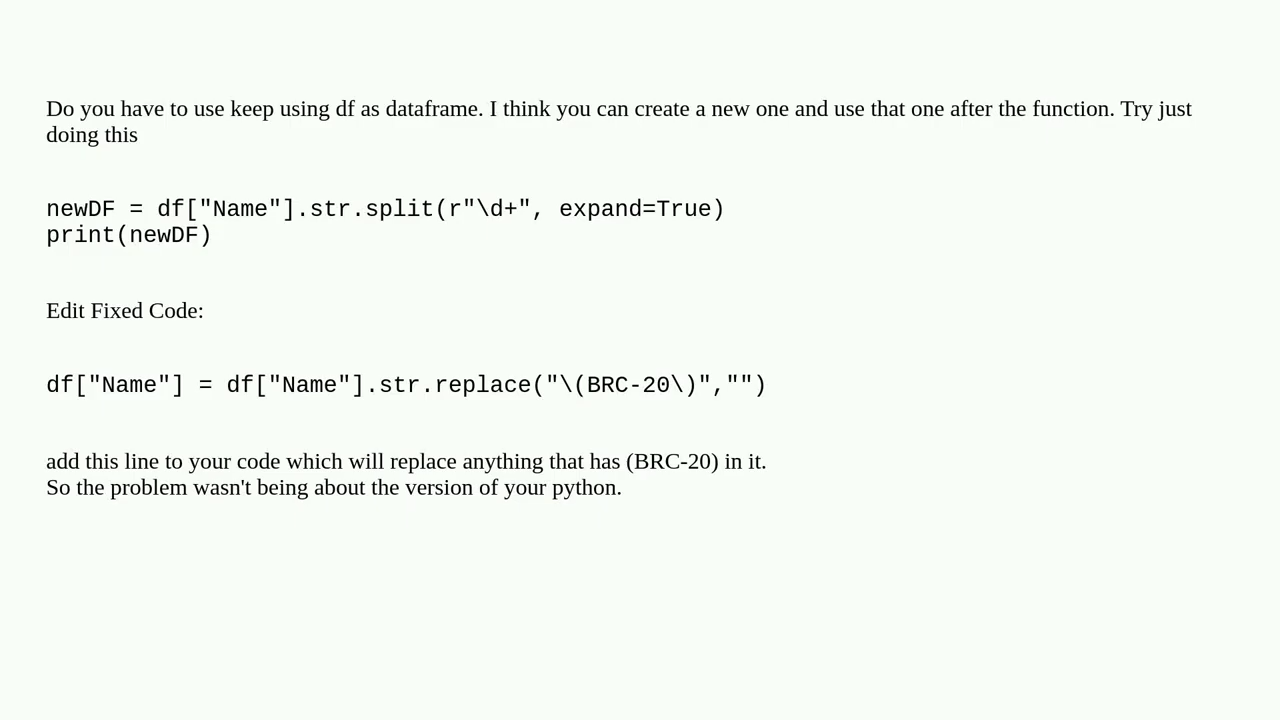 Do you have to use keep using df as dataframe. I think you can create a new one and use that one after the function. Try just
doing this
newDF = df["Name"].str.split(r"\d+", expand=True)
print(newDF)
Edit Fixed Code:
df["Name"] = df["Name"].str.replace("\(BRC-20\)","")
add this line to your code which will replace anything that has (BRC-20) in it.
So the problem wasn't being about the version of your python.